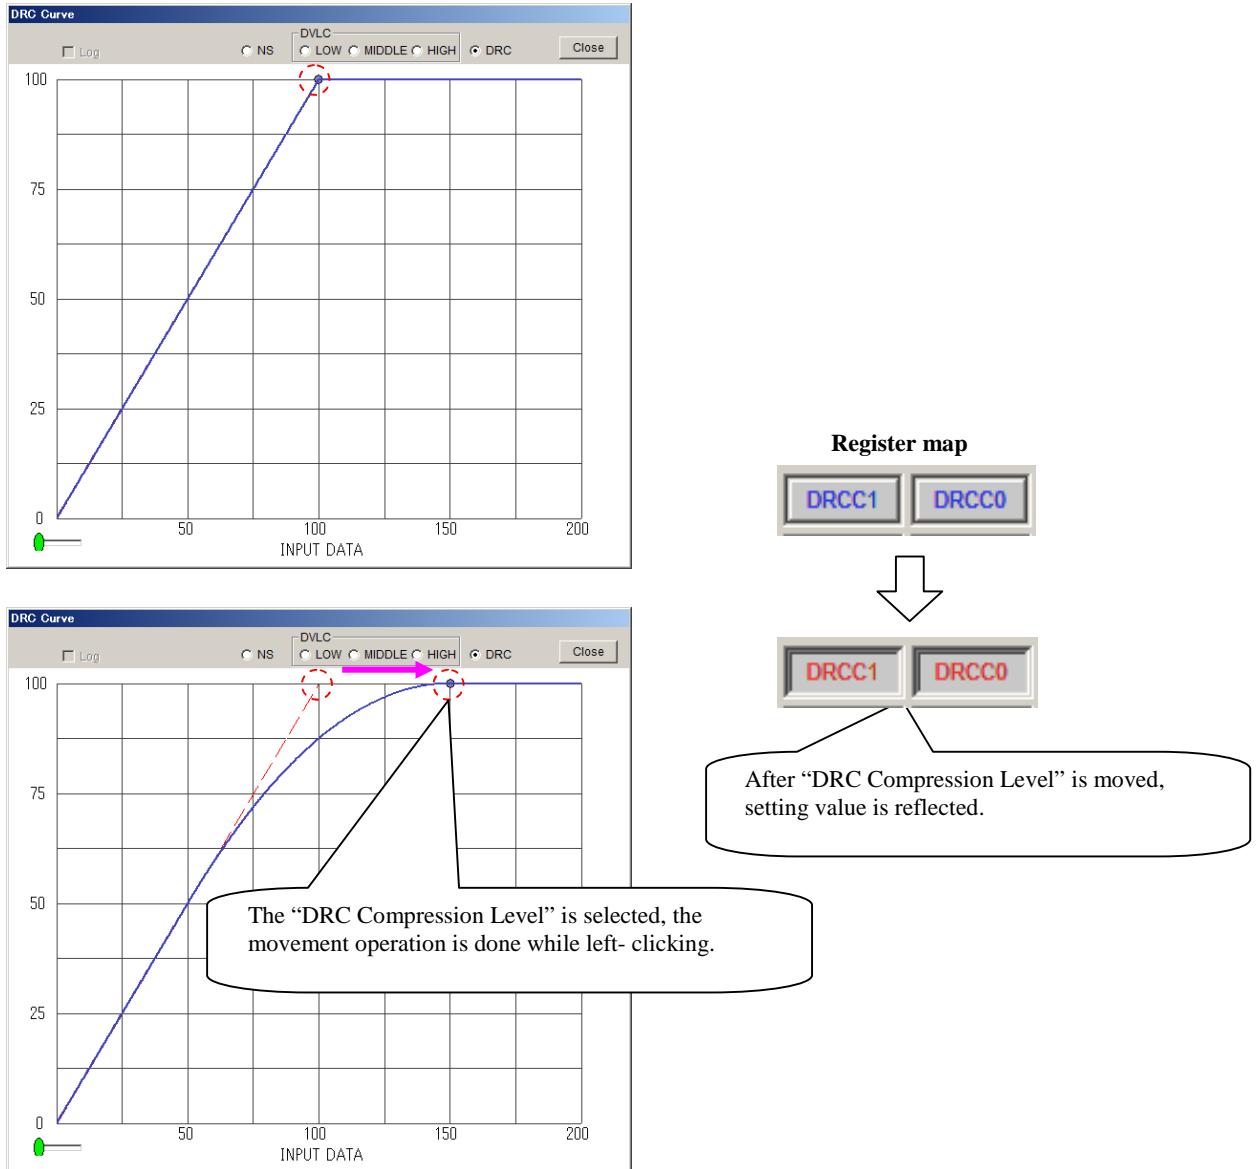 DRC Curve
Log
NS
DVLC
LOW
MIDDLE
HIGH
DRC
Close
100
75
50
25
0
50
100
150
200
INPUT DATA
Register map
DRCC1
DRCC0
DRCC1
DRCC0
After “DRC Compression Level” is moved,
setting value is reflected.
DRC Curve
Log
NS
DVLC
LOW
MIDDLE
HIGH
DRC
Close
100
75
50
25
0
50
100
150
200
INPUT DATA
The “DRC Compression Level” is selected, the
movement operation is done while left- clicking.